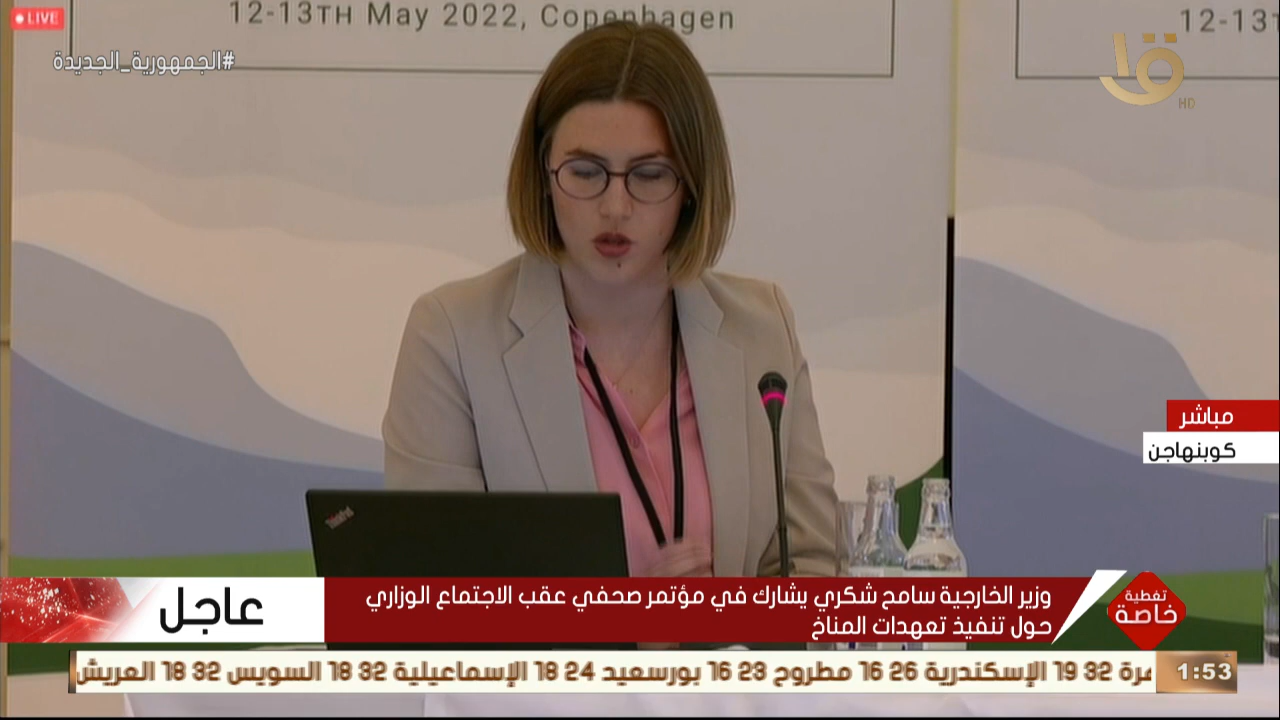 LIVE
12-13TH May 2022, Copenhagen
12-13
#الجمهورية_الجديدة
HD
مباشر
كوبنهاجن
ThinkPad
تغطية
خاصة
عاجل
وزير الخارجية سامح شكري يشارك في مؤتمر صحفي عقب الاجتماع الوزاري
حول تنفيذ تعهدات المناخ
32 19 الإسكندرية 26 16 مطروح 23 16 بورسعيد 24 18 الإسماعيلية 32 18 السويس 32 18 العريش
1:53